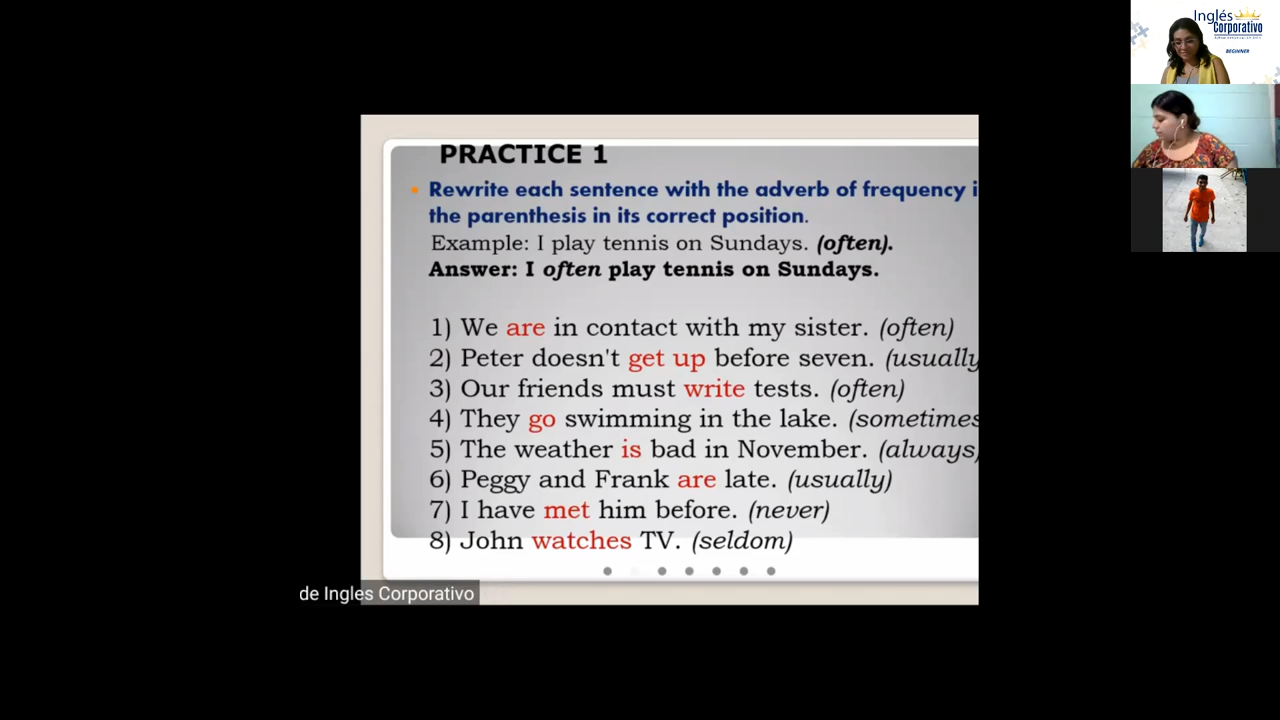 PRACTICE 1
Rewrite each sentence with the adverb of frequency i
the parenthesis in its correct position.
Example: I play tennis on Sundays. (often).
Answer: I often play tennis on Sundays.
1) We are in contact with my sister. (often)
2) Peter doesn't get up before seven. (usually
3) Our friends must write tests. (often)
4) They go swimming in the lake. (sometimes
5) The weather is bad in November. (always)
6) Peggy and Frank are late. (usually)
7) I have met him before. (never)
8) John watches TV. (seldom)
de Ingles Corporativo
Inglés
Corporativo
BEGINNER